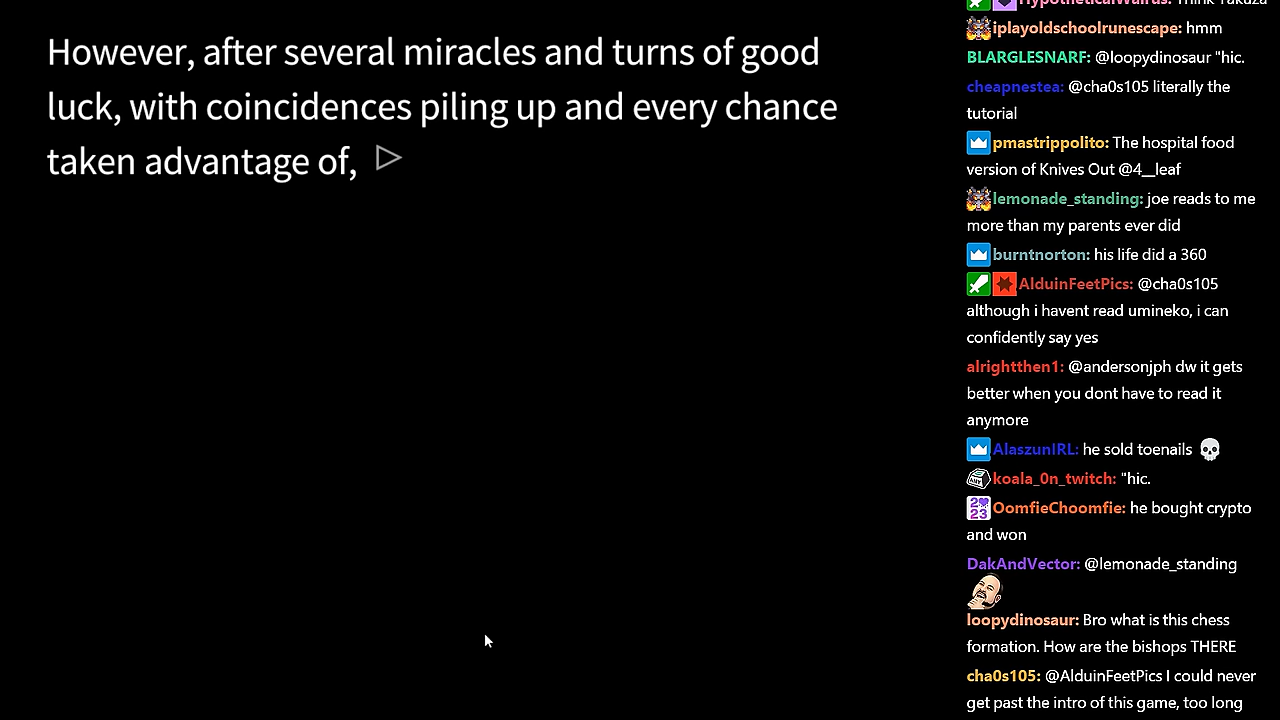 However, after several miracles and turns of good
luck, with coincidences piling up and every chance
taken advantage of,
HypotheticalWalrus: Think Yakuza
iplayoldschoolrunescape: hmm
BLARGLESNARF: @loopydinosaur "hic.
cheapnestea: @cha0s105 literally the
tutorial
pmastrippolito: The hospital food
version of Knives Out @4__leaf
lemonade_standing: joe reads to me
more than my parents ever did
burntnorton: his life did a 360
AlduinFeetPics: @cha0s105
although i havent read umineko, i can
confidently say yes
alrightthen1: @andersonjph dw it gets
better when you dont have to read it
anymore
AlaszunIRL: he sold toenails
koala_0n_twitch: "hic.
OomfieChoomfie: he bought crypto
and won
DakAndVector: @lemonade_standing
loopydinosaur: Bro what is this chess
formation. How are the bishops THERE
cha0s105: @AlduinFeetPics I could never
get past the intro of this game, too long